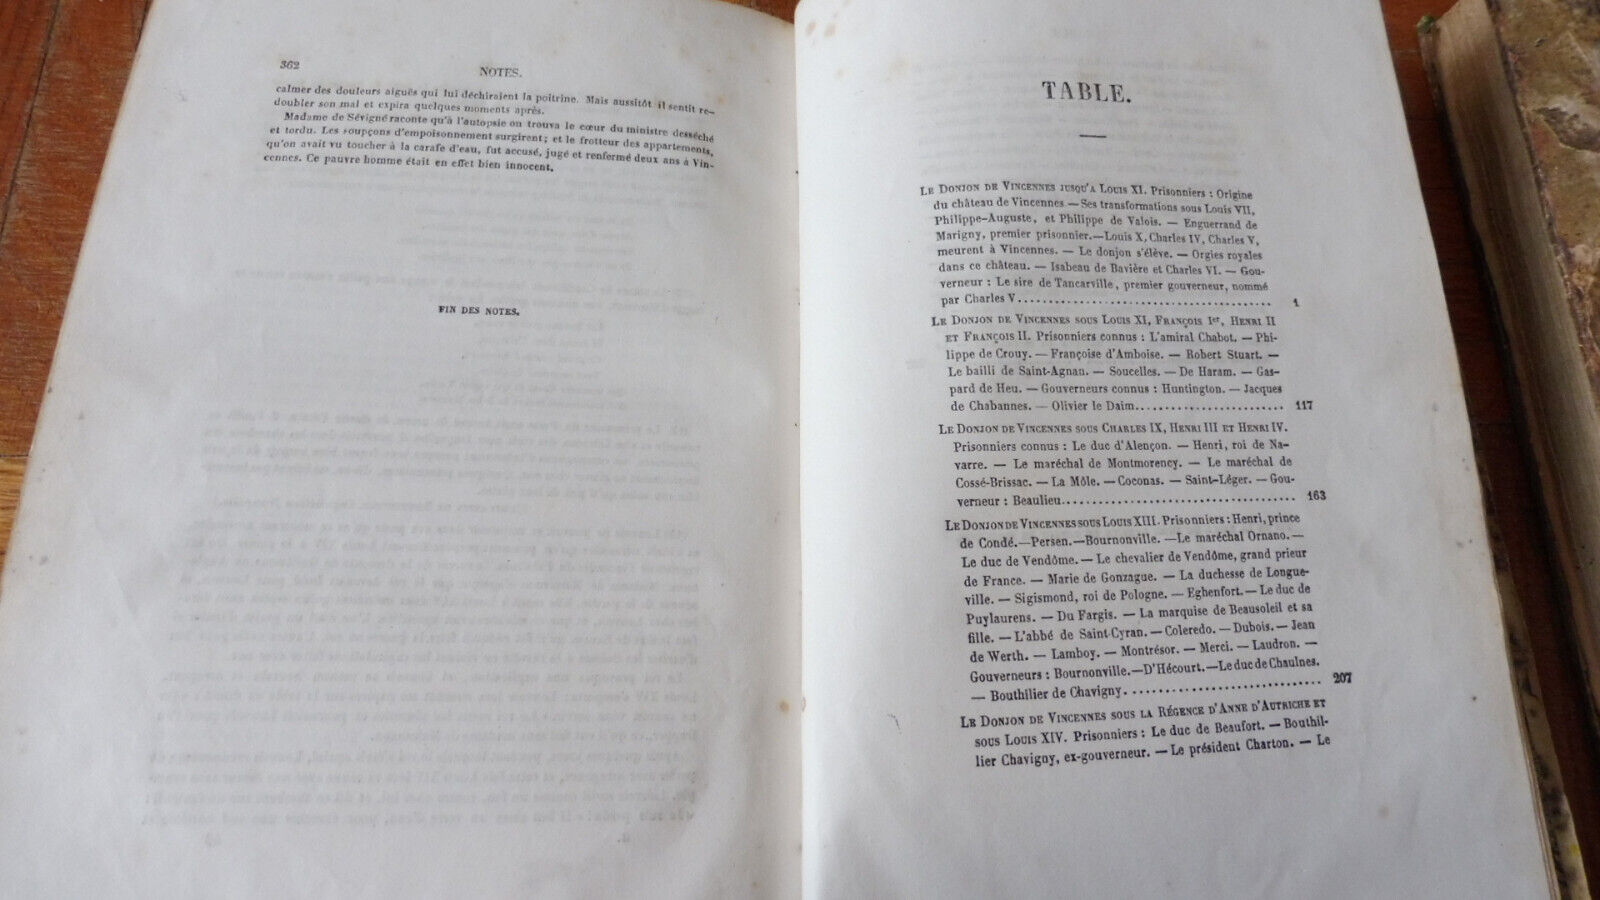 362
NOTES.
calmer des douleurs aiguës qui lui déchiraient la poitrine. Mais aussitôt il sentit re-
doubler son mal et expira quelques moments après.
Madame de Sévigné raconte qu'à l'autopsie on trouva le cœur du ministre desséché
et tordu. Les soupçons d'empoisonnement surgirent; et le frotteur des appartements,
qu'on avait vu toucher à la carafe d'eau, fut accusé, jugé et renfermé deux ans à Vin-
cennes. Ce pauvre homme était en effet bien innocent.
FIN DES NOTES.
TABLE.
LE DONJON DE VINCENNES JUSQU'A LOUIS XI. Prisonniers : Origine
du château de Vincennes — Ses transformations sous Louis VII,
Philippe-Auguste, et Philippe de Valois. — Enguerrand de
Marigny, premier prisonnier.—Louis X, Charles IV, Charles V,
meurent à Vincennes. — Le donjon s'élève. — Orgies royales
dans ce château. — Isabeau de Bavière et Charles VI. — Gou-
verneur : Le sire de Tancarville, premier gouverneur, nommé
par Charles V.............................. 1
LE DONJON DE VINCENNES SOUS LOUIS XI, FRANÇOIS Ier, HENRI II
ET FRANÇOIS II. Prisonniers connus : L'amiral Chabot. — Phi-
lippe de Crouy. — Françoise d'Amboise. — Robert Stuart. —
Le bailli de Saint-Agnan. — Soucelles. — De Haram. — Gas-
pard de Heu. — Gouverneurs connus : Huntington. — Jacques
de Chabannes. — Olivier le Daim...................... 117
LE DONJON DE VINCENNES SOUS CHARLES IX, HENRI III ET HENRI IV.
Prisonniers connus : Le duc d'Alençon. — Henri, roi de Na-
varre. — Le maréchal de Montmorency. — Le maréchal de
Cossé-Brissac. — La Môle. — Coconas. — Saint-Léger. — Gou-
verneur : Beaulieu.............................. 163
LE DONJON DE VINCENNES SOUS LOUIS XIII. Prisonniers : Henri, prince
de Condé.—Persen.—Bournonville. — Le maréchal Ornano. —
Le duc de Vendôme. — Le chevalier de Vendôme, grand prieur
de France. — Marie de Gonzague. — La duchesse de Longue-
ville. — Sigismond, roi de Pologne. — Eghenfort. — Le duc de
Puylaurens. — Du Fargis. — La marquise de Beausoleil et sa
fille. — L'abbé de Saint-Cyran. — Coleredo. — Dubois. — Jean
de Werth. — Lamboy. — Montrésor. — Merci. — Laudron. —
Gouverneurs : Bournonville. — D'Hécourt. — Le duc de Chaulnes.
— Bouthilier de Chavigny.......................... 207
LE DONJON DE VINCENNES SOUS LA RÉGENCE D'ANNE D'AUTRICHE ET
SOUS LOUIS XIV. Prisonniers : Le duc de Beaufort. — Bouthil-
lier Chavigny, ex-gouverneur. — Le président Charton. — Le